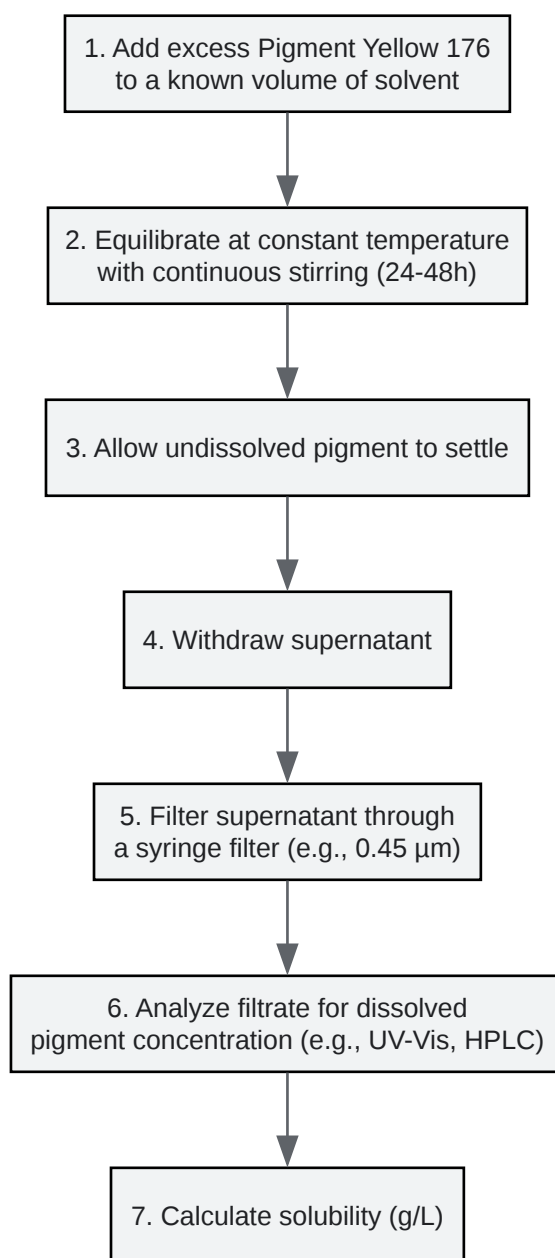 1. Add excess Pigment Yellow 176
to a known volume of solvent
2. Equilibrate at constant temperature
with continuous stirring (24-48h)
3. Allow undissolved pigment to settle
4. Withdraw supernatant
5. Filter supernatant through
a syringe filter (e.g., 0.45 µm)
6. Analyze filtrate for dissolved
pigment concentration (e.g., UV-Vis, HPLC)
7. Calculate solubility (g/L)